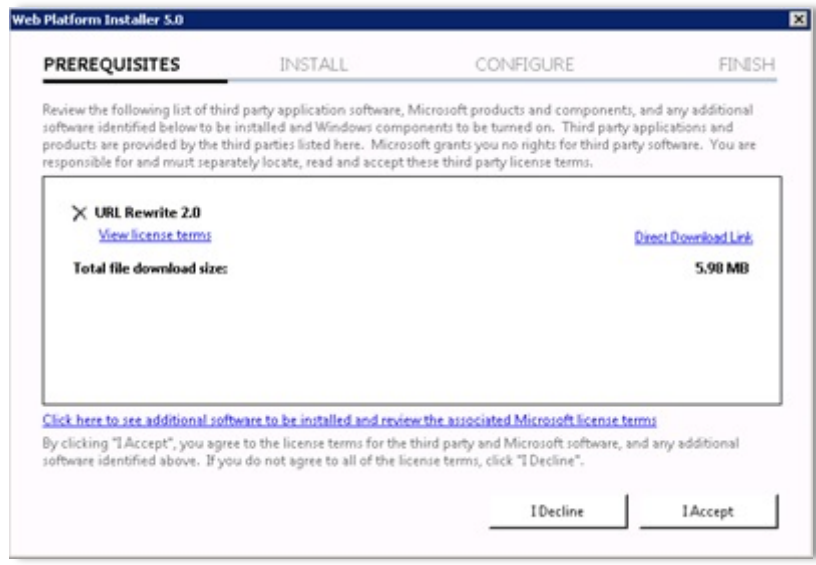 Web Platform Installer 5.0
PREREQUISITES INSTALL CONFIGURE FINISH
Review the following list of third party application software, Microsoft products and components, and any additional
software identified below to be installed and Windows components to be turned on. Third party applications and
products are provided by the third parties listed here. Microsoft grants you no rights for third party software. You are
responsible for and must separately locate, read and accept these third party license terms.
URL Rewrite 2.0
View license terms Direct Download Link
Total file download size: 5.98 MB
Click here to see additional software to be installed and review the associated Microsoft license terms
By clicking "I Accept", you agree to the license terms for the third party and Microsoft software, and any additional
software identified above. If you do not agree to all of the license terms, click "I Decline".
I Decline I Accept